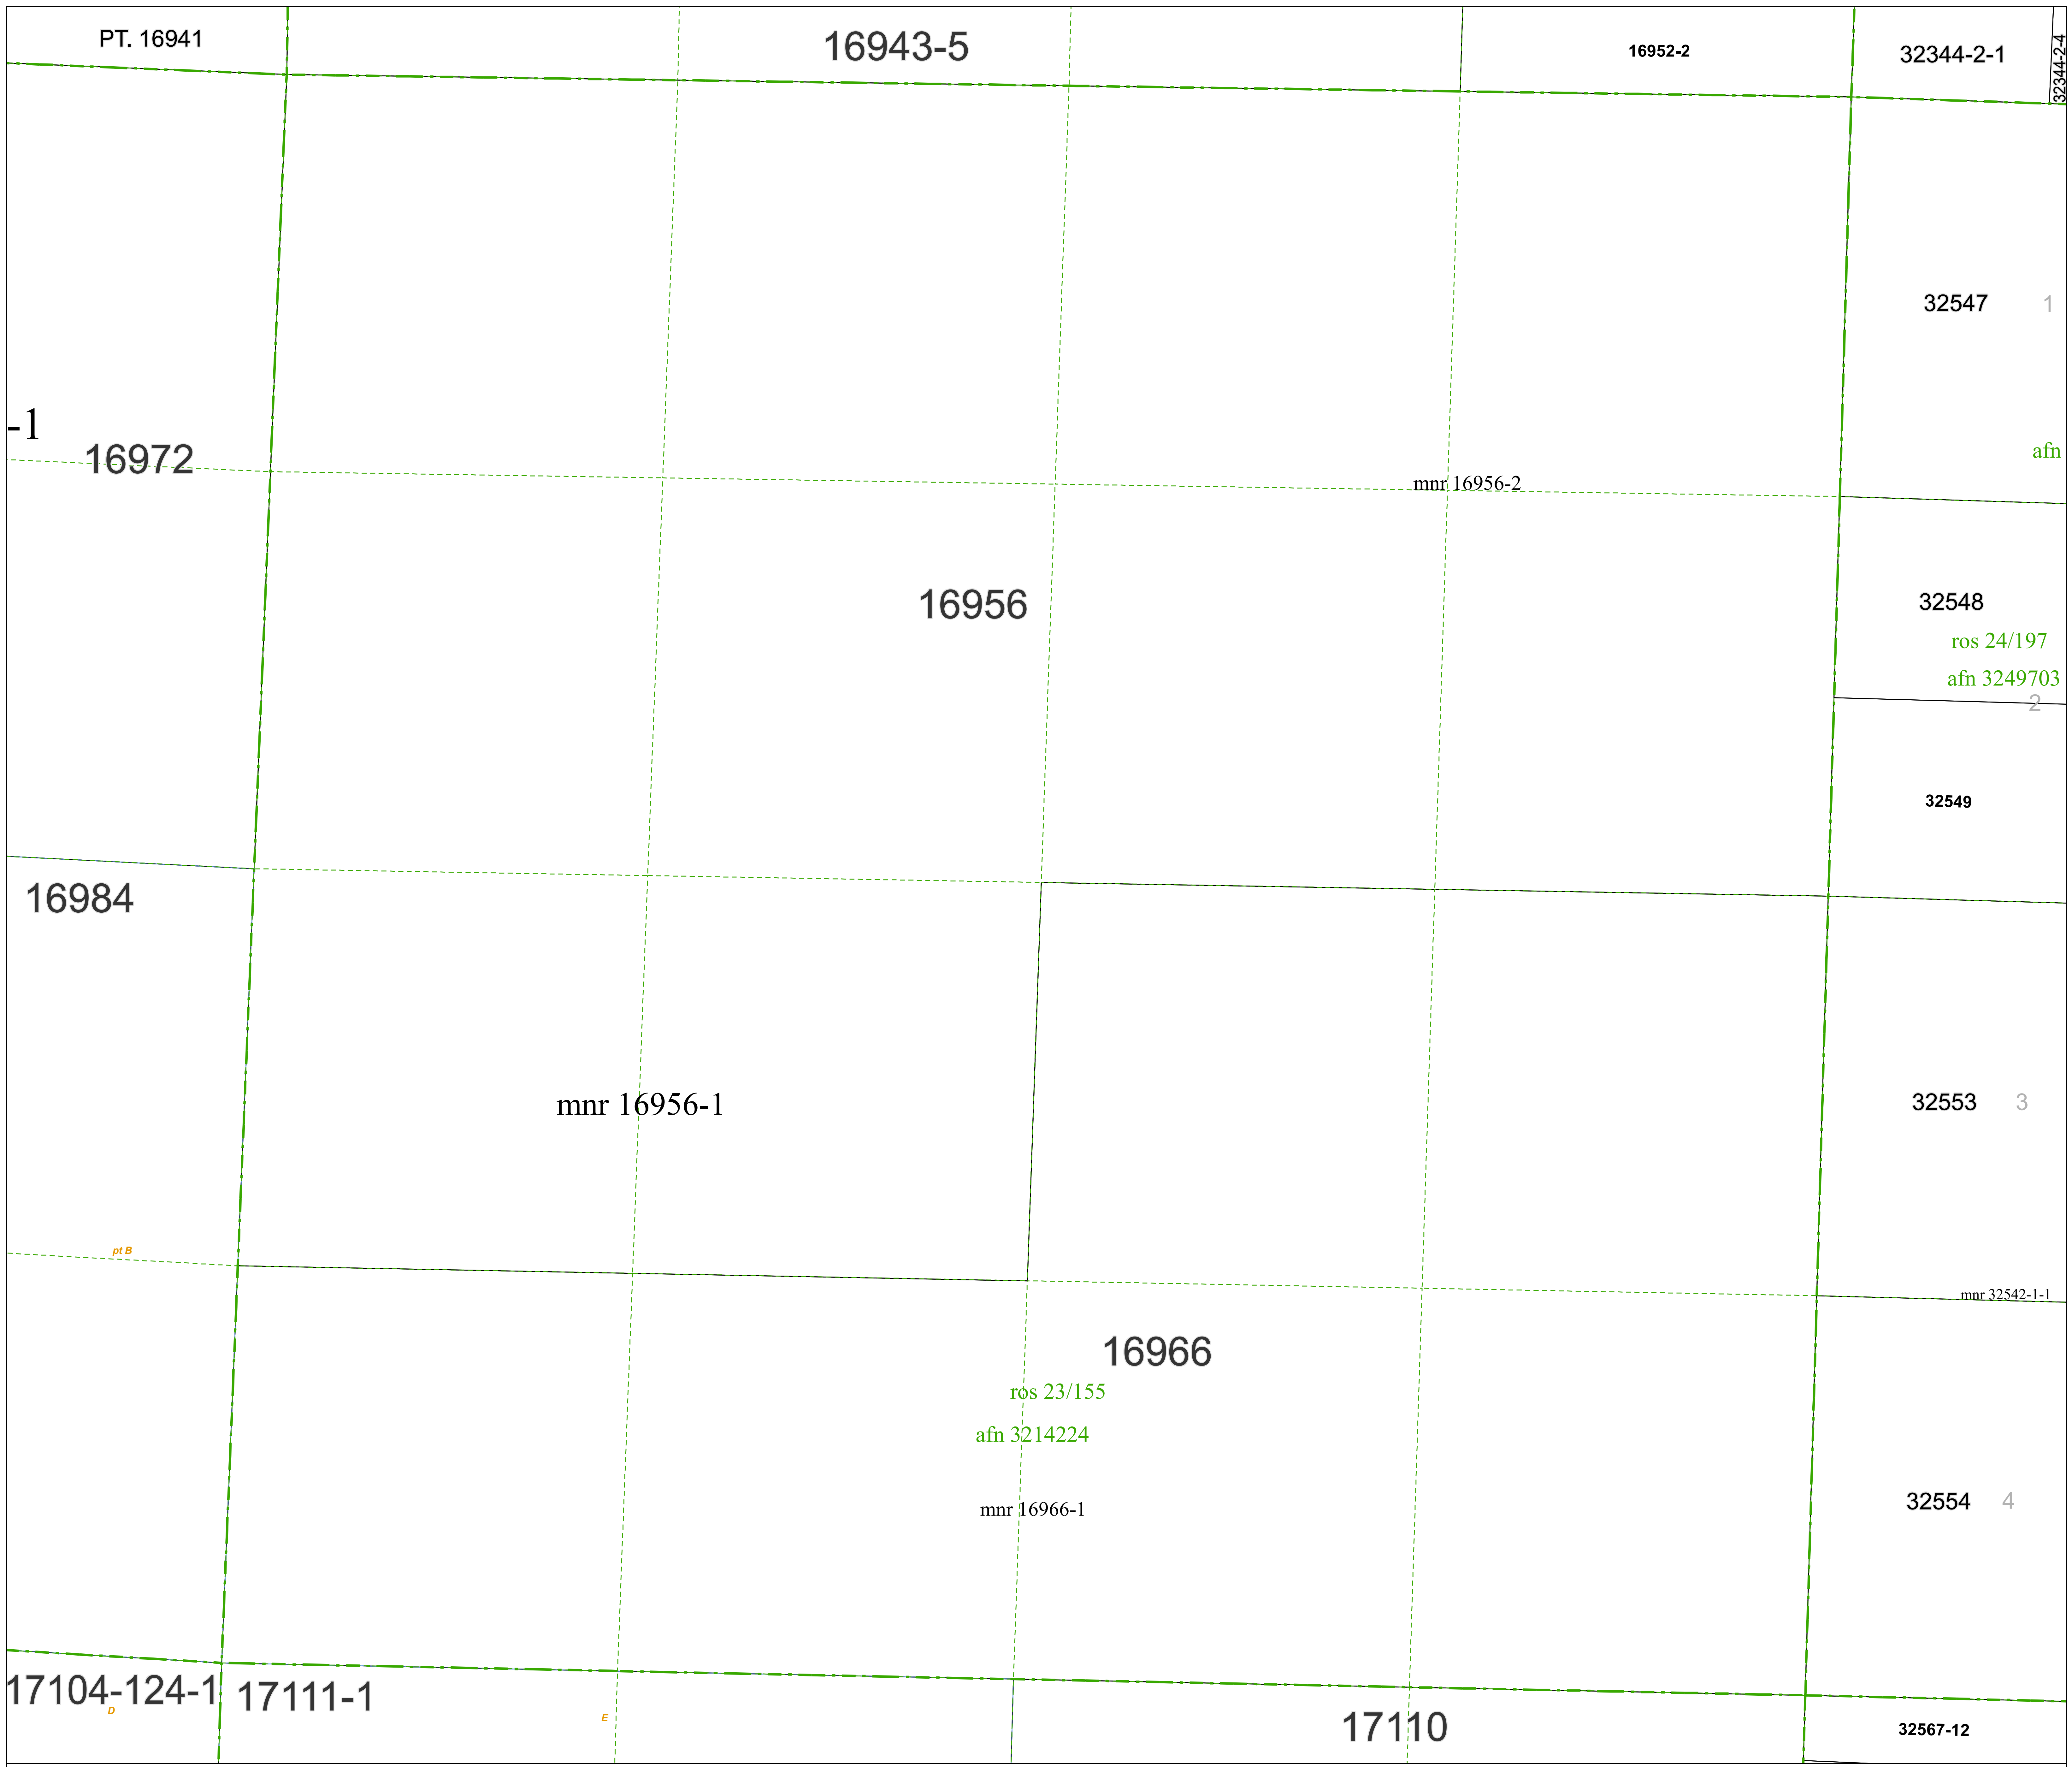 PT. 16941
16943-5
16952-2
32344-2-1
32344-2-4
32547
1
-1
16972
afn
mnr 16956-2
16956
32548
ros 24/197
afn 3249703
2
32549
16984
mnr 16956-1
32553
3
pt B
mnr 32542-1-1
16966
ros 23/155
afn 3214224
mnr 16966-1
32554
4
17104-124-1
17111-1
D
E
17110
32567-12